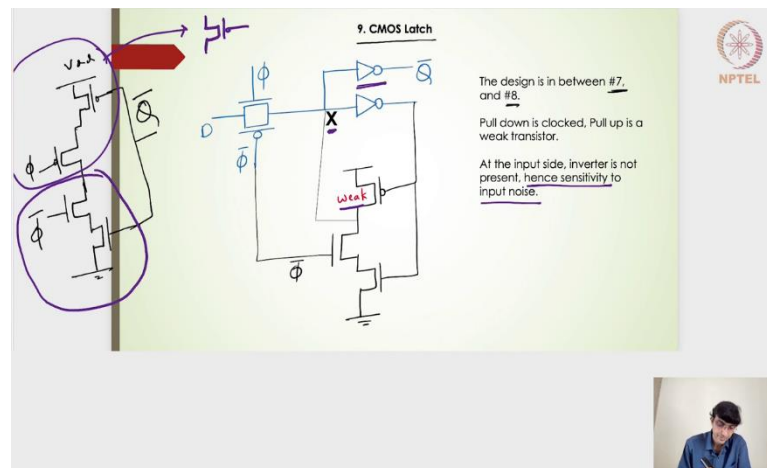 9. CMOS Latch
NPTEL
The design is in between #7,
and #8.
Pull down is clocked, Pull up is a
weak transistor.
At the input side, inverter is not
present, hence sensitivity to
input noise.
Vdd
Q̅
ϕ
ϕ̅
ϕ
D
ϕ̅
X
Q̅
weak
ϕ̅